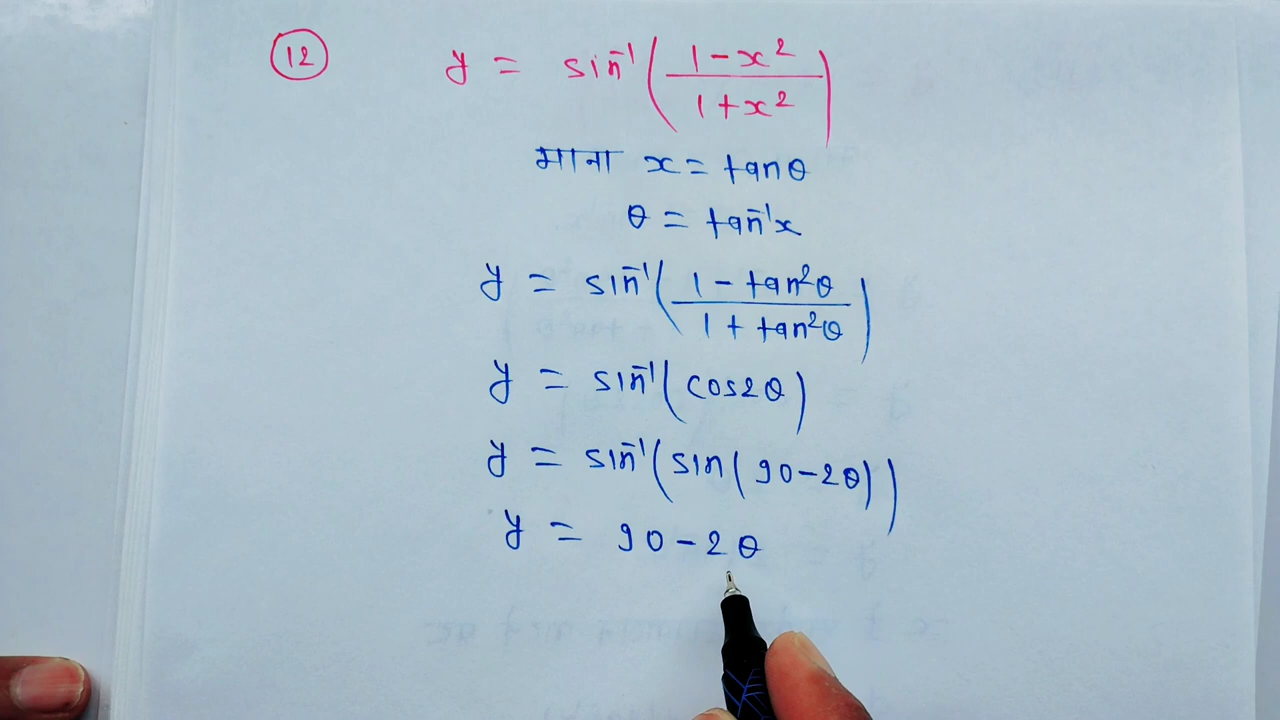 (12) y = sin⁻¹((1-x²)/(1+x²))
माना x = tanθ
θ = tan⁻¹x
y = sin⁻¹((1-tan²θ)/(1+tan²θ))
y = sin⁻¹(cos2θ)
y = sin⁻¹(sin(90-2θ))
y = 90-2θ